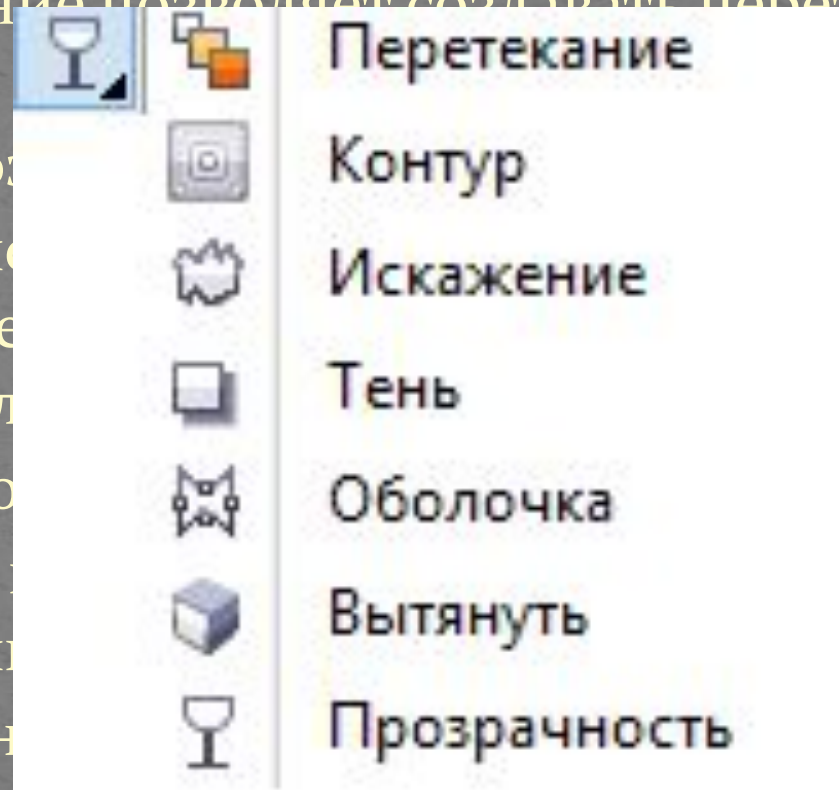 Перетекание
Контур
Искажение
Тень
Оболочка
Вытянуть
Прозрачность